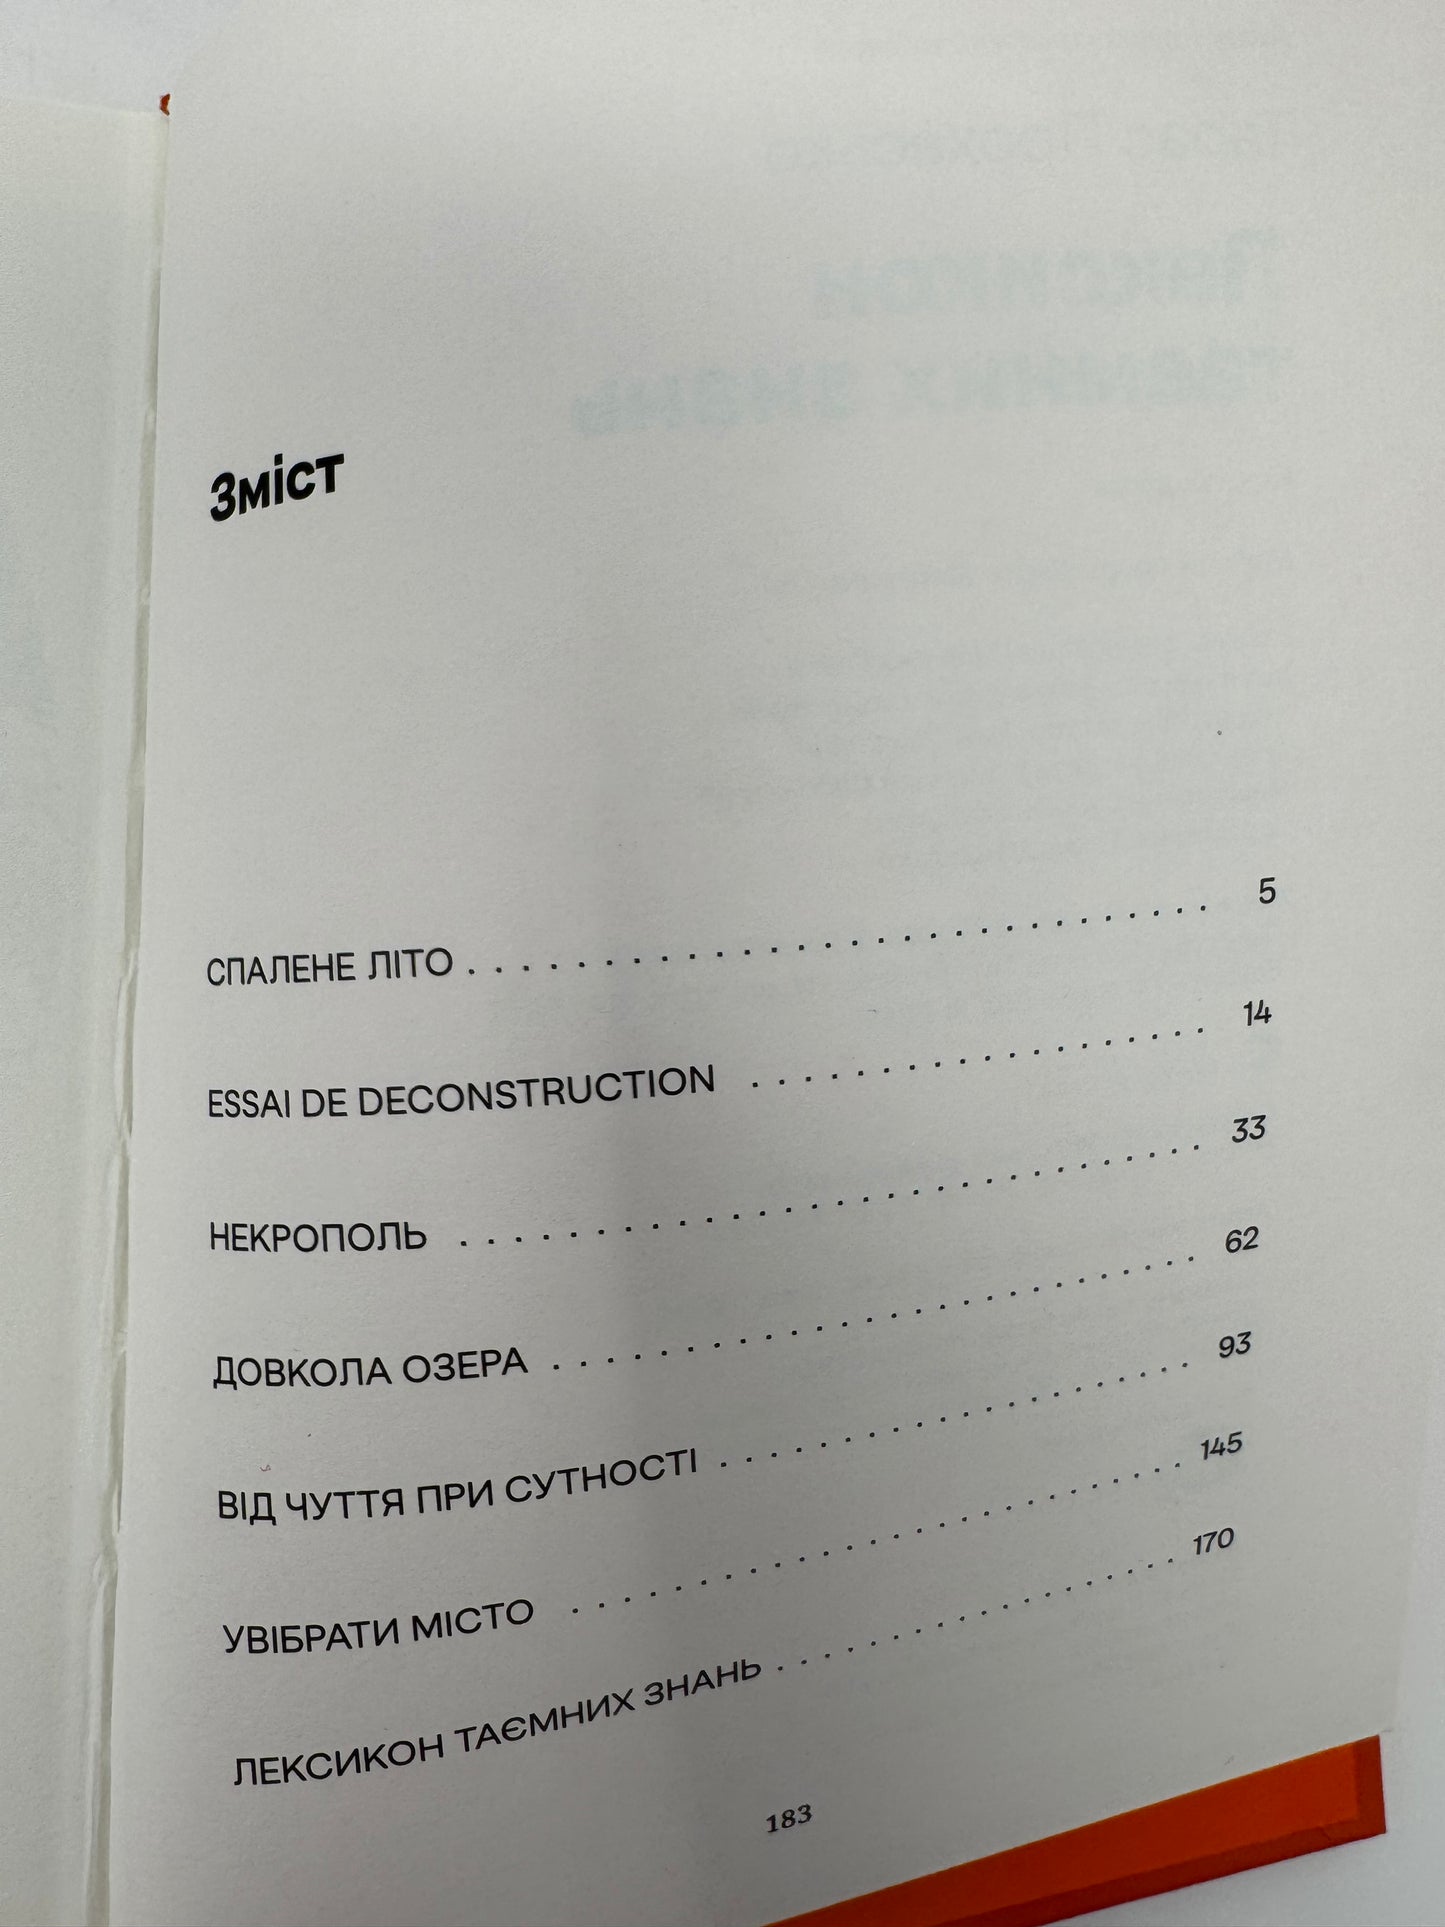 Зміст
СПАЛЕНЕ ЛІТО . . . . . . . . . . . . . . . . . . . . . . . . . . . . 5
ESSAI DE DECONSTRUCTION . . . . . . . . . . . . . . . . . . 14
НЕКРОПОЛЬ . . . . . . . . . . . . . . . . . . . . . . . . . . . . 33
ДОВКОЛА ОЗЕРА . . . . . . . . . . . . . . . . . . . . . . . . . 62
ВІД ЧУТТЯ ПРИ СУТНОСТІ . . . . . . . . . . . . . . . . . . . 93
УВІБРАТИ МІСТО . . . . . . . . . . . . . . . . . . . . . . . . 145
ЛЕКСИКОН ТАЄМНИХ ЗНАНЬ . . . . . . . . . . . . . . . . . . 170
183